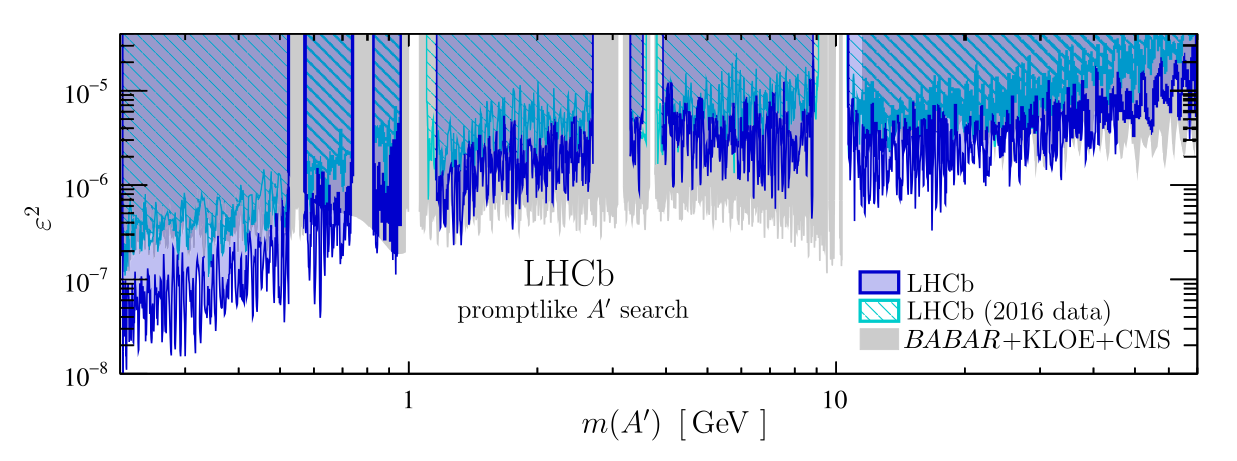 10⁻⁵
10⁻⁶
10⁻⁷
10⁻⁸
ε²
LHCb
promptlike A′ search
LHCb
LHCb (2016 data)
BABAR+KLOE+CMS
1
10
m(A′) [ GeV ]